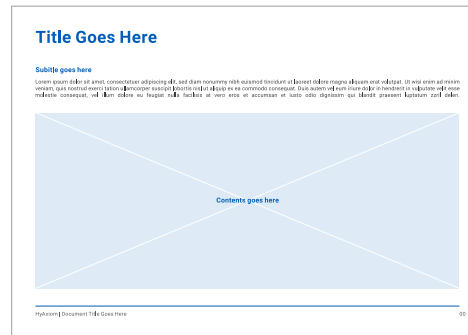 Title Goes Here
Subitle goes here
Lorem ipsum dolor sit amet, consectetuer adipiscing elit, sed diam nonummy nibh euismod tincidunt ut laoreet dolore magna aliquam erat volutpat. Ut wisi enim ad minim
veniam, quis nostrud exerci tation ullamcorper suscipit lobortis nisl ut aliquip ex ea commodo consequat. Duis autem vel eum iriure dolor in hendrerit in vulputate velit esse
molestie consequat, vel illum dolore eu feugiat nulla facilisis at vero eros et accumsan et iusto odio dignissim qui blandit praesent luptatum zzril delen.
Contents goes here
HyAxiom | Document Title Goes Here 00